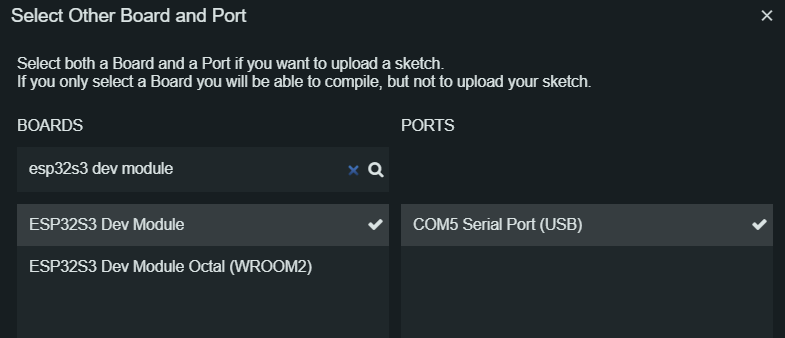 Select Other Board and Port
Select both a Board and a Port if you want to upload a sketch.
If you only select a Board you will be able to compile, but not to upload your sketch.
BOARDS
PORTS
esp32s3 dev module
ESP32S3 Dev Module
COM5 Serial Port (USB)
ESP32S3 Dev Module Octal (WROOM2)